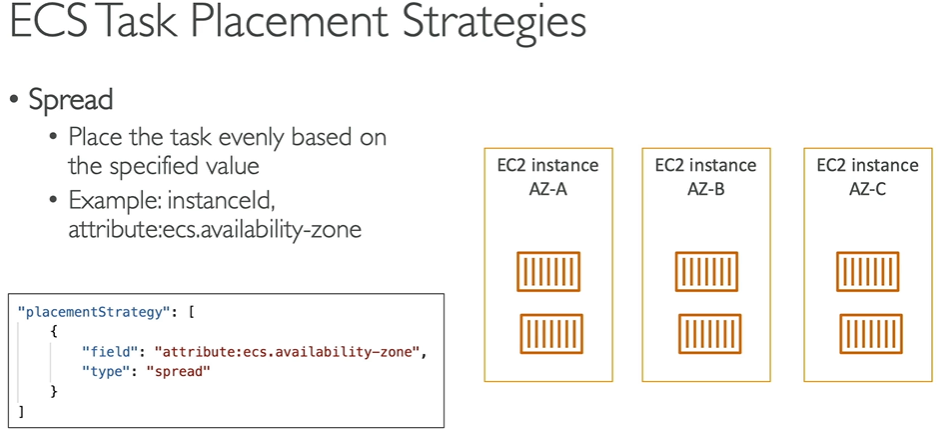 ECS Task Placement Strategies
• Spread
• Place the task evenly based on
the specified value
• Example: instanceId,
attribute:ecs.availability-zone
"placementStrategy": [
{
"field": "attribute:ecs.availability-zone",
"type": "spread"
}
]
EC2 instance
AZ-A
EC2 instance
AZ-B
EC2 instance
AZ-C